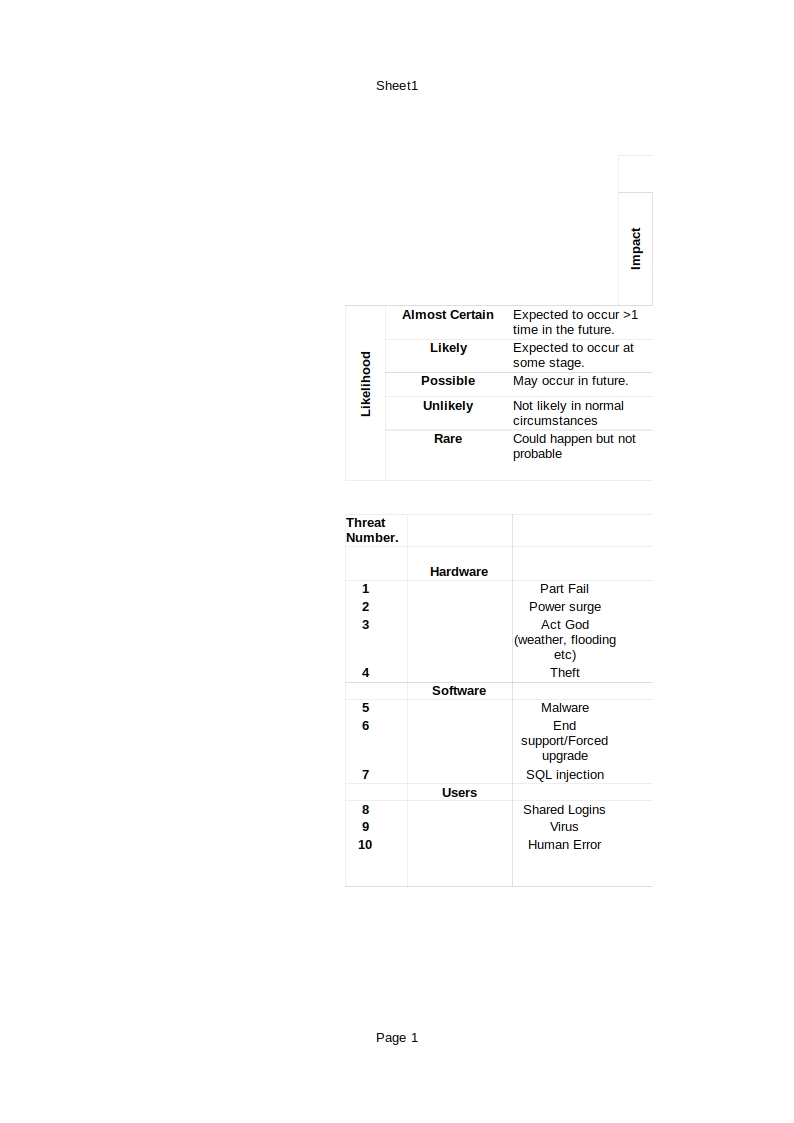 Sheet1
Impact
Likelihood
Almost Certain
Expected to occur >1
time in the future.
Likely
Expected to occur at
some stage.
Possible
May occur in future.
Unlikely
Not likely in normal
circumstances
Rare
Could happen but not
probable
Threat
Number.
Hardware
1
Part Fail
2
Power surge
3
Act God
(weather, flooding
etc)
4
Theft
Software
5
Malware
6
End
support/Forced
upgrade
7
SQL injection
Users
8
Shared Logins
9
Virus
10
Human Error
Page 1